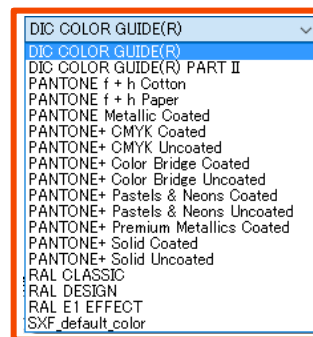 DIC COLOR GUIDE(R)
DIC COLOR GUIDE(R)
DIC COLOR GUIDE(R) PART II
PANTONE f + h Cotton
PANTONE f + h Paper
PANTONE Metallic Coated
PANTONE+ CMYK Coated
PANTONE+ CMYK Uncoated
PANTONE+ Color Bridge Coated
PANTONE+ Color Bridge Uncoated
PANTONE+ Pastels & Neons Coated
PANTONE+ Pastels & Neons Uncoated
PANTONE+ Premium Metallics Coated
PANTONE+ Solid Coated
PANTONE+ Solid Uncoated
RAL CLASSIC
RAL DESIGN
RAL E1 EFFECT
SXF_default_color